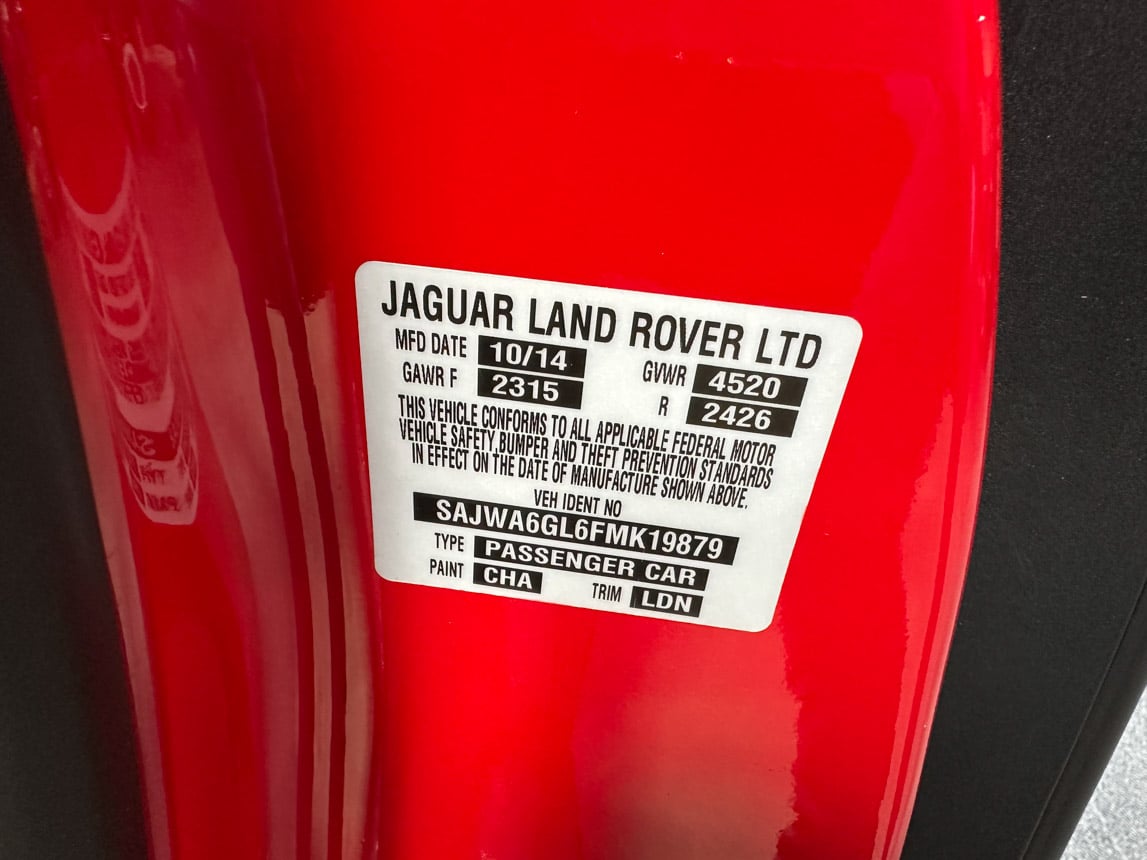 JAGUAR LAND ROVER LTD
MFD DATE 10/14 GVWR 4520
GAWR F 2315 R 2426
THIS VEHICLE CONFORMS TO ALL APPLICABLE FEDERAL MOTOR
VEHICLE SAFETY, BUMPER AND THEFT PREVENTION STANDARDS
IN EFFECT ON THE DATE OF MANUFACTURE SHOWN ABOVE.
VEH IDENT NO
SAJWA6GL6FMK19879
TYPE PASSENGER CAR
PAINT CHA TRIM LDN